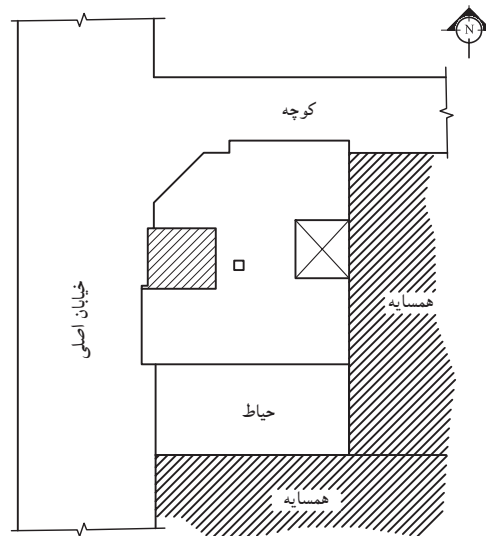 N
کوچه
همسایه
خیابان اصلی
حیاط
همسایه